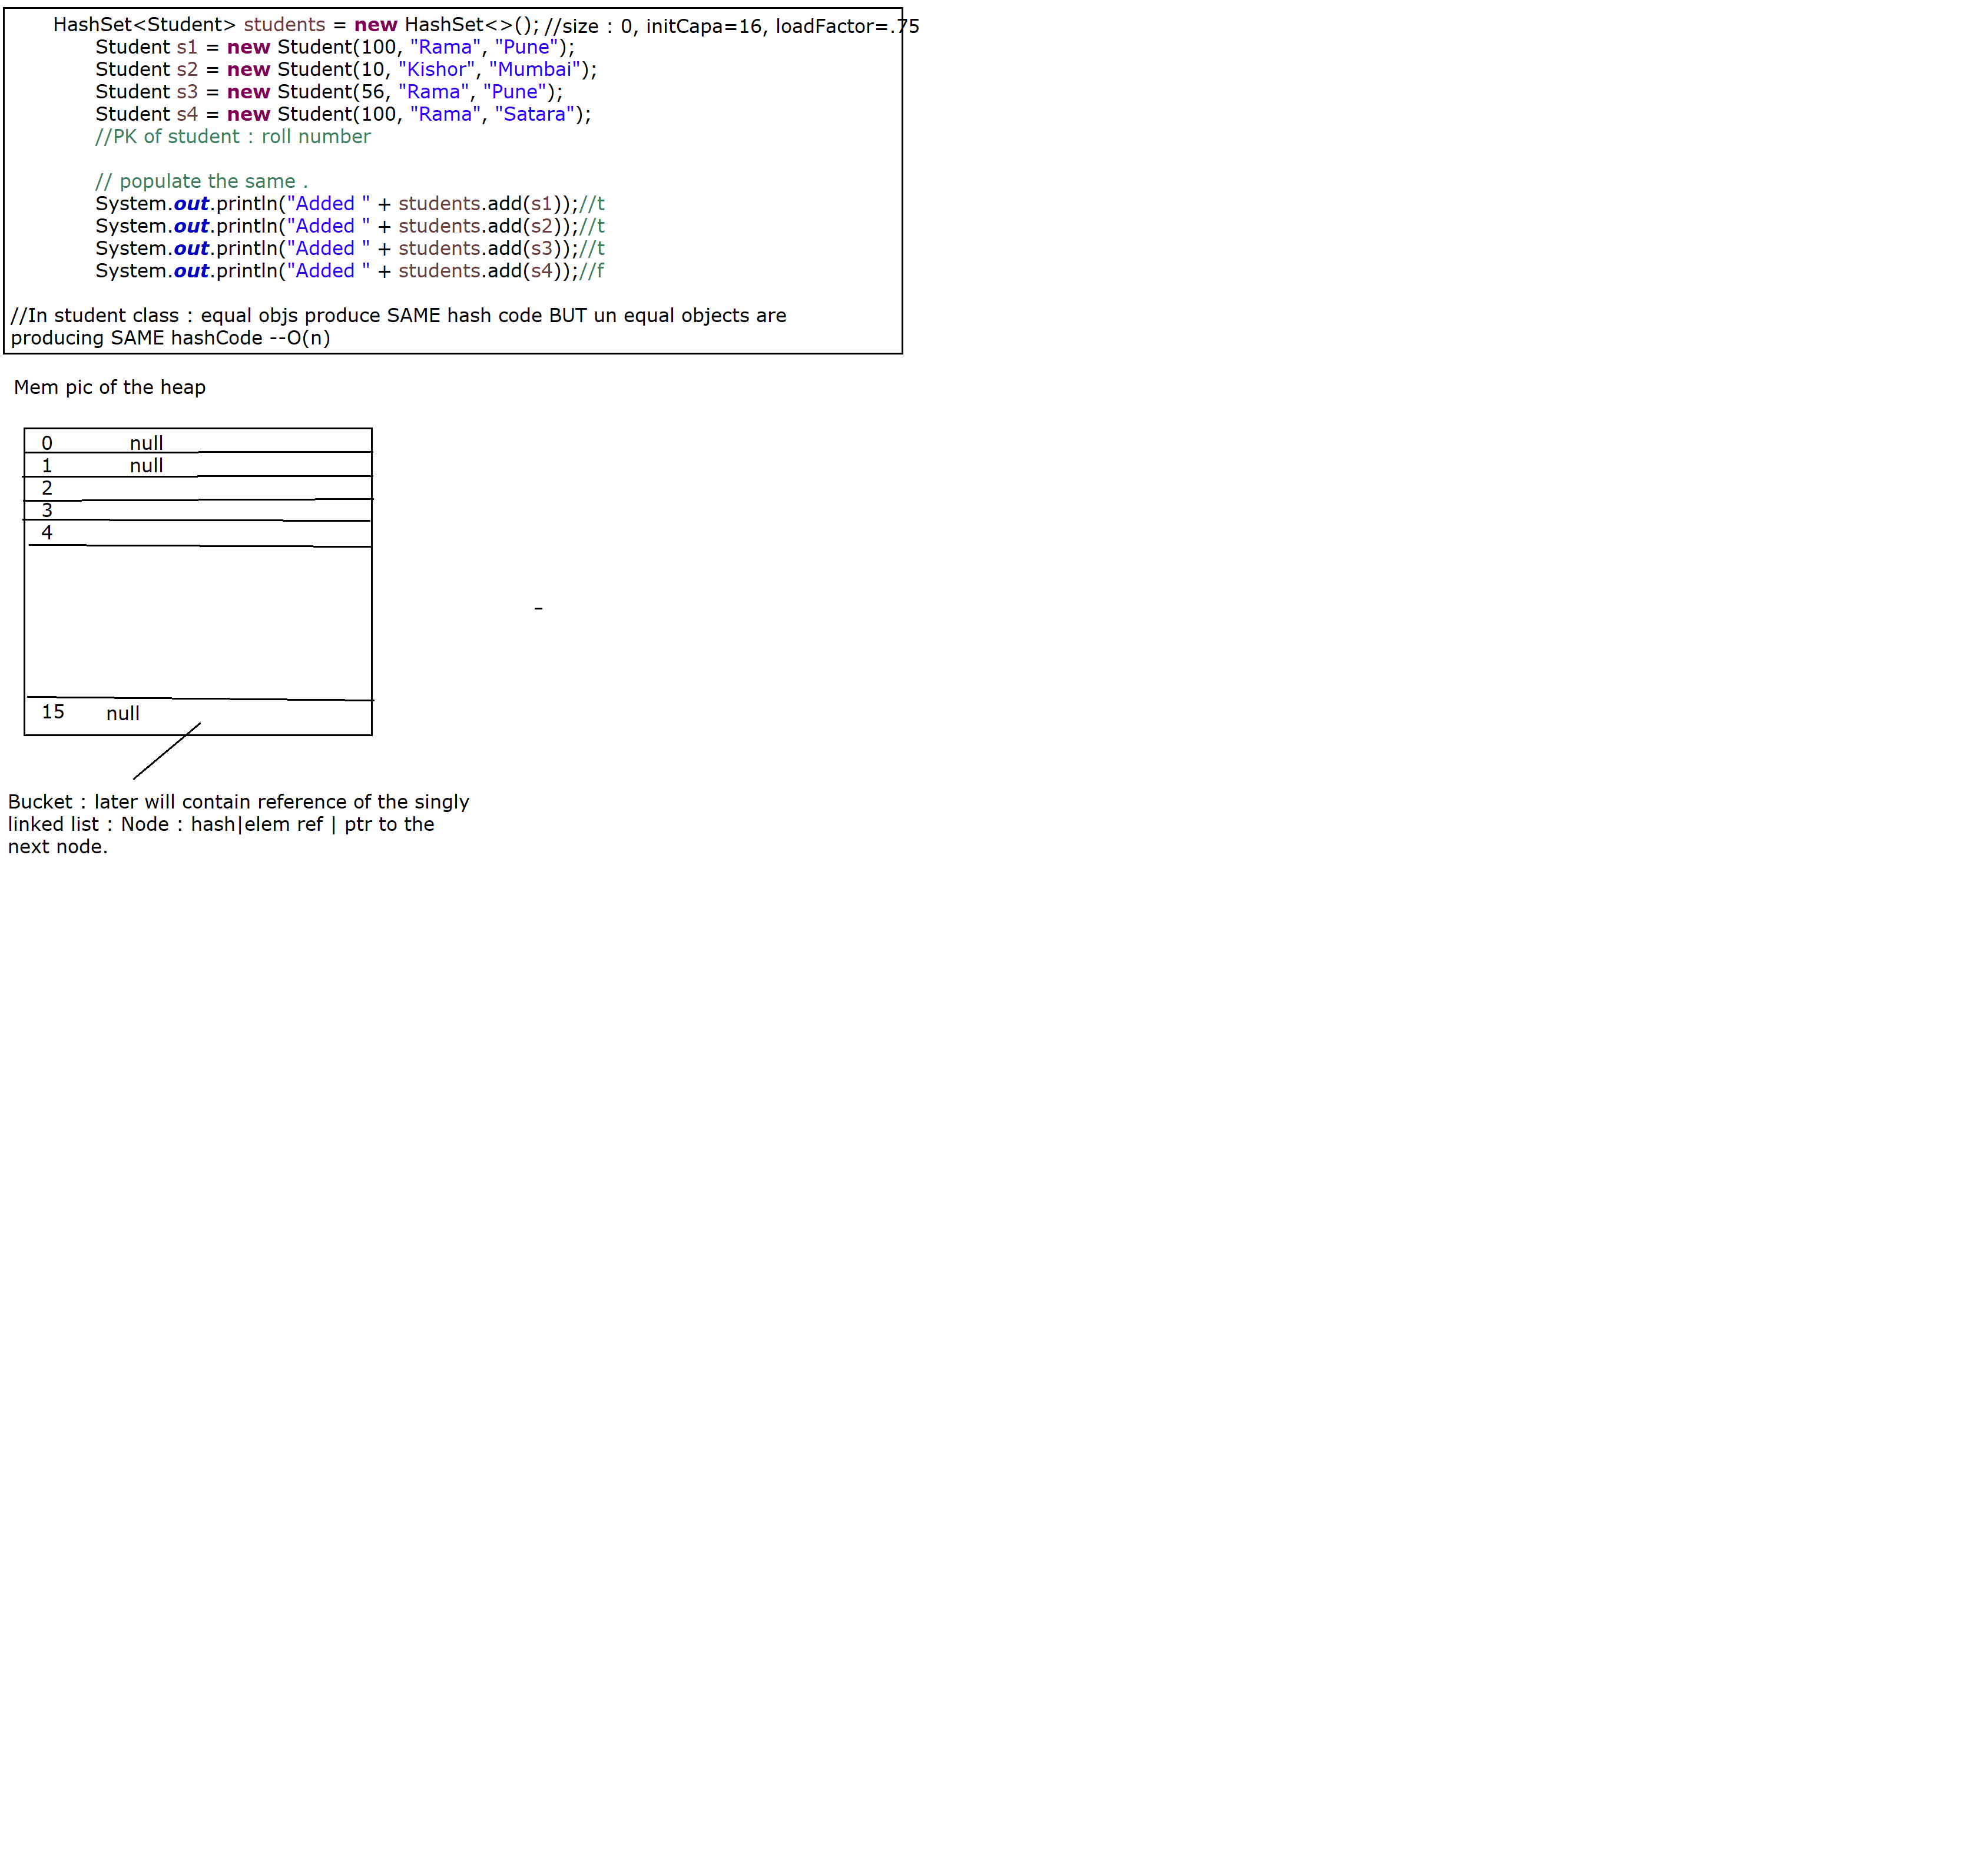 HashSet<Student> students = new HashSet<>(); //size : 0, initCapa=16, loadFactor=.75
Student s1 = new Student(100, "Rama", "Pune");
Student s2 = new Student(10, "Kishor", "Mumbai");
Student s3 = new Student(56, "Rama", "Pune");
Student s4 = new Student(100, "Rama", "Satara");
//PK of student : roll number
// populate the same .
System.out.println("Added " + students.add(s1));//t
System.out.println("Added " + students.add(s2));//t
System.out.println("Added " + students.add(s3));//t
System.out.println("Added " + students.add(s4));//f
//In student class : equal objs produce SAME hash code BUT un equal objects are
producing SAME hashCode --O(n)
Mem pic of the heap
0 null
1 null
2
3
4
-
15 null
Bucket : later will contain reference of the singly
linked list : Node : hash|elem ref | ptr to the
next node.